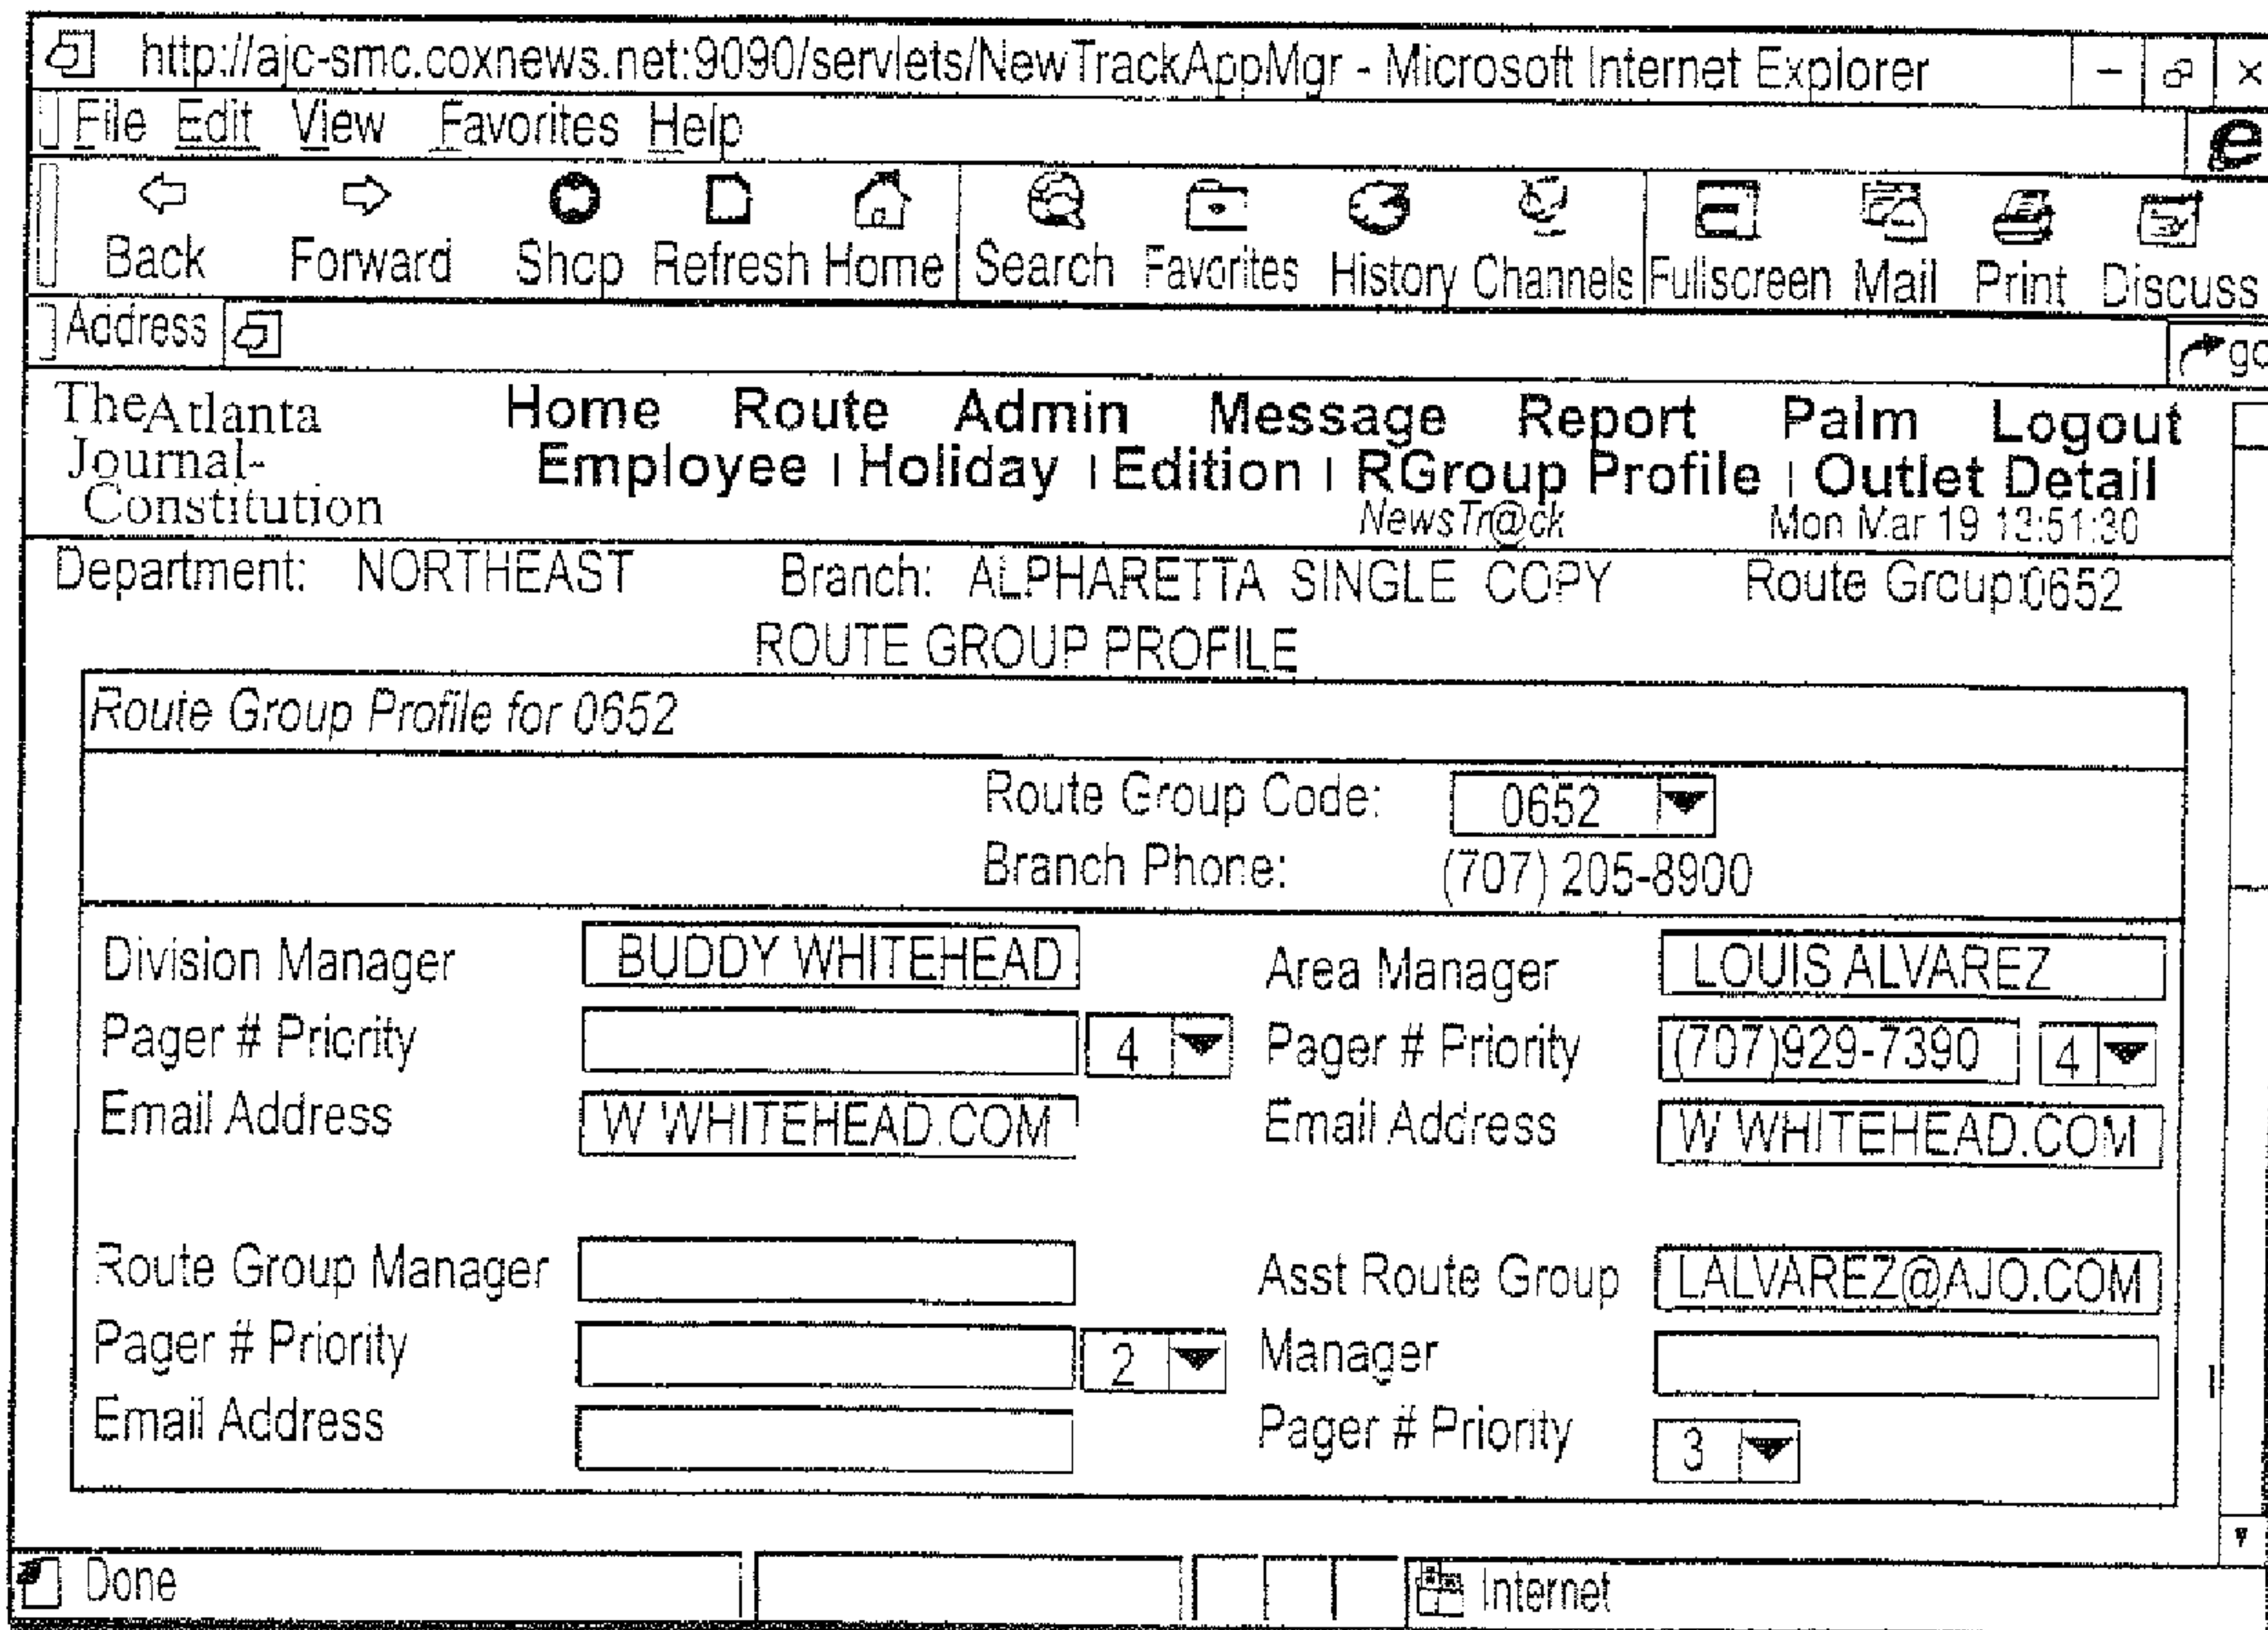 http://ajc-smc.coxnews.net:9090/servlets/NewTrackAppMgr - Microsoft Internet Explorer
File Edit View Favorites Help
Back Forward Shop Refresh Home Search Favorites History Channels Fullscreen Mail Print Discuss
Address go
The Atlanta
Journal-
Constitution
Home Route Admin Message Report Palm Logout
Employee | Holiday | Edition | RGroup Profile | Outlet Detail
NewsTr@ck Mon Mar 19 13:51:30
Department: NORTHEAST Branch: ALPHARETTA SINGLE COPY Route Group:0652
ROUTE GROUP PROFILE
Route Group Profile for 0652
Route Group Code: 0652
Branch Phone: (707) 205-8900
Division Manager BUDDY WHITEHEAD Area Manager LOUIS ALVAREZ
Pager # Priority 4 Pager # Priority (707)929-7390 4
Email Address W WHITEHEAD.COM Email Address W WHITEHEAD.COM
Route Group Manager Asst Route Group LALVAREZ@AJO.COM
Pager # Priority 2 Manager
Email Address Pager # Priority 3
Done Internet